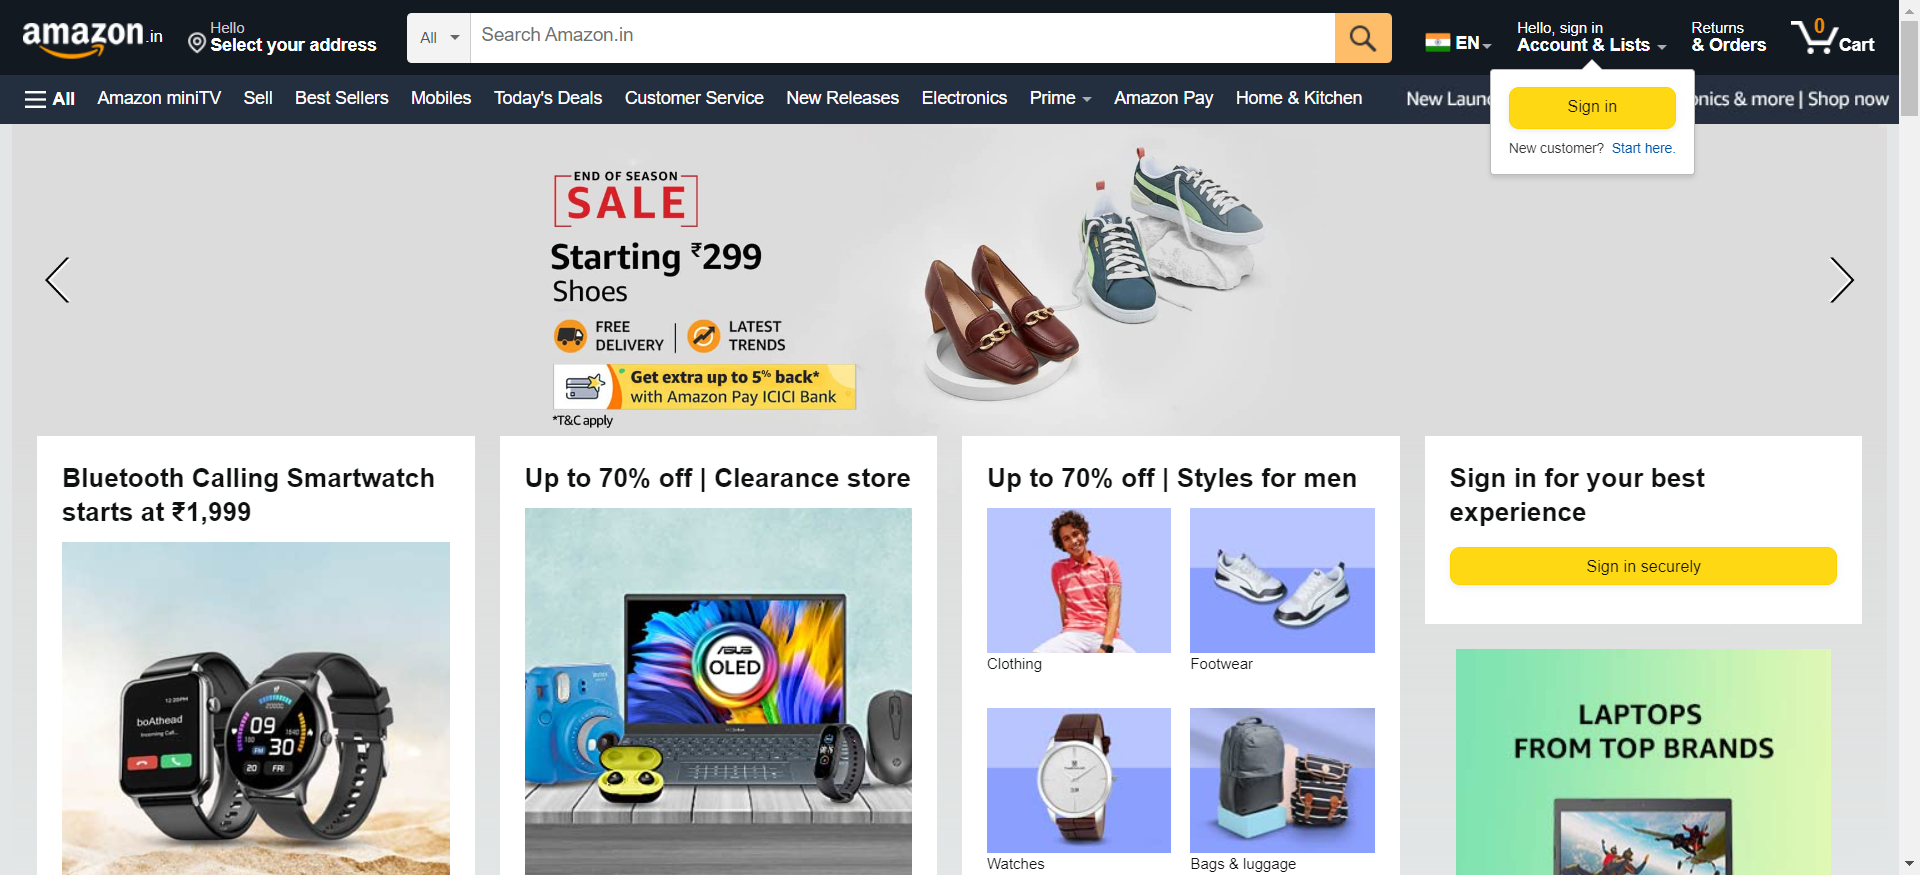 amazon.in
Hello
Select your address
All
Search Amazon.in
EN
Hello, sign in
Account & Lists
Returns
& Orders
0
Cart
All
Amazon miniTV
Sell
Best Sellers
Mobiles
Today's Deals
Customer Service
New Releases
Electronics
Prime
Amazon Pay
Home & Kitchen
New Laun
onics & more | Shop now
Sign in
New customer? Start here.
END OF SEASON
SALE
Starting ₹299
Shoes
FREE
DELIVERY
LATEST
TRENDS
Get extra up to 5% back*
with Amazon Pay ICICI Bank
*T&C apply
Bluetooth Calling Smartwatch
starts at ₹1,999
12:30PM
boAthead
Incoming Call...
09
30
20 FRI
Up to 70% off | Clearance store
ASUS
OLED
Up to 70% off | Styles for men
Clothing
Footwear
Watches
Bags & luggage
Sign in for your best
experience
Sign in securely
LAPTOPS
FROM TOP BRANDS